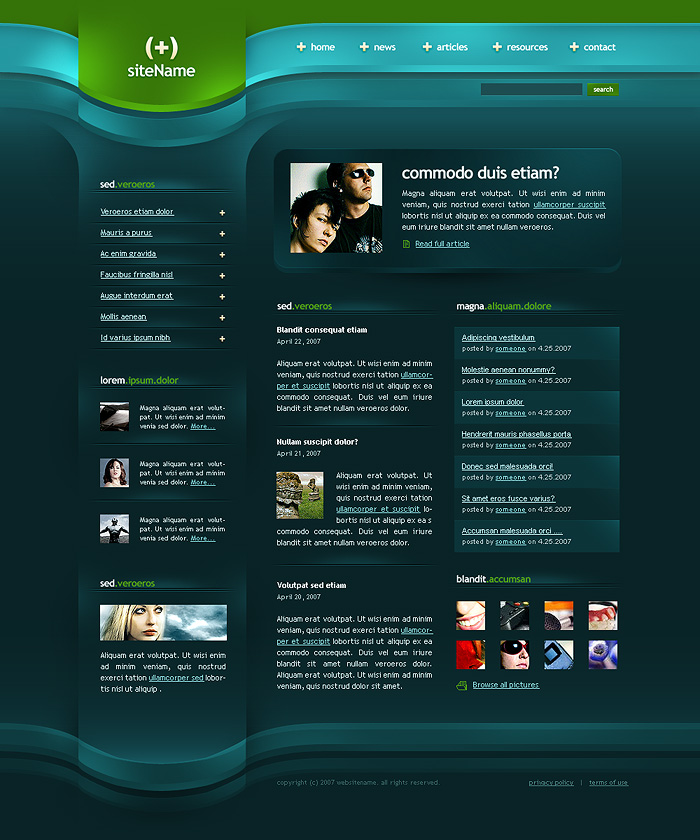 (+)
siteName
+ home + news + articles + resources + contact
search
sed.veroeros
Veroeros etiam dolor +
Mauris a purus +
Ac enim gravida +
Faucibus fringilla nisl +
Augue interdum erat +
Mollis aenean +
Id varius ipsum nibh +
lorem.ipsum.dolor
Magna aliquam erat volut-
pat. Ut wisi enim ad minim
venia sed dolor. More...
Magna aliquam erat volut-
pat. Ut wisi enim ad minim
venia sed dolor. More...
Magna aliquam erat volut-
pat. Ut wisi enim ad minim
venia sed dolor. More...
sed.veroeros
Aliquam erat volutpat. Ut wisi enim
ad minim veniam, quis nostrud
exerci tation ullamcorper sed lobor-
tis nisl ut aliquip .
commodo duis etiam?
Magna aliquam erat volutpat. Ut wisi enim ad minim
veniam, quis nostrud exerci tation ullamcorper suscipit
lobortis nisl ut aliquip ex ea commodo consequat. Duis vel
eum iriure blandit sit amet nullam veroeros.
Read full article
sed.veroeros
Blandit consequat etiam
April 22, 2007
Aliquam erat volutpat. Ut wisi enim ad minim
veniam, quis nostrud exerci tation ullamcor-
per et suscipit lobortis nisl ut aliquip ex ea
commodo consequat. Duis vel eum iriure
blandit sit amet nullam veroeros dolor.
Nullam suscipit dolor?
April 21, 2007
Aliquam erat volutpat. Ut
wisi enim ad minim veniam,
quis nostrud exerci tation
ullamcorper et suscipit lo-
bortis nisl ut aliquip ex ea s
commodo consequat. Duis vel eum iriure
blandit sit amet nullam veroeros dolor.
Volutpat sed etiam
April 20, 2007
Aliquam erat volutpat. Ut wisi enim ad minim
veniam, quis nostrud exerci tation ullamcor-
per et suscipit lobortis nisl ut aliquip ex ea
commodo consequat. Duis vel eum iriure
blandit sit amet nullam veroeros dolor.
Aliquam erat volutpat. Ut wisi enim ad minim
veniam, quis nostrud dolor sit amet.
magna.aliquam.dolore
Adipiscing vestibulum
posted by someone on 4.25.2007
Molestie aenean nonummy?
posted by someone on 4.25.2007
Lorem ipsum dolor
posted by someone on 4.25.2007
Hendrerit mauris phasellus porta
posted by someone on 4.25.2007
Donec sed malesuada orci!
posted by someone on 4.25.2007
Sit amet eros fusce varius?
posted by someone on 4.25.2007
Accumsan malesuada orci ...
posted by someone on 4.25.2007
blandit.accumsan
Browse all pictures
copyright (c) 2007 websitename. all rights reserved.
privacy policy | terms of use